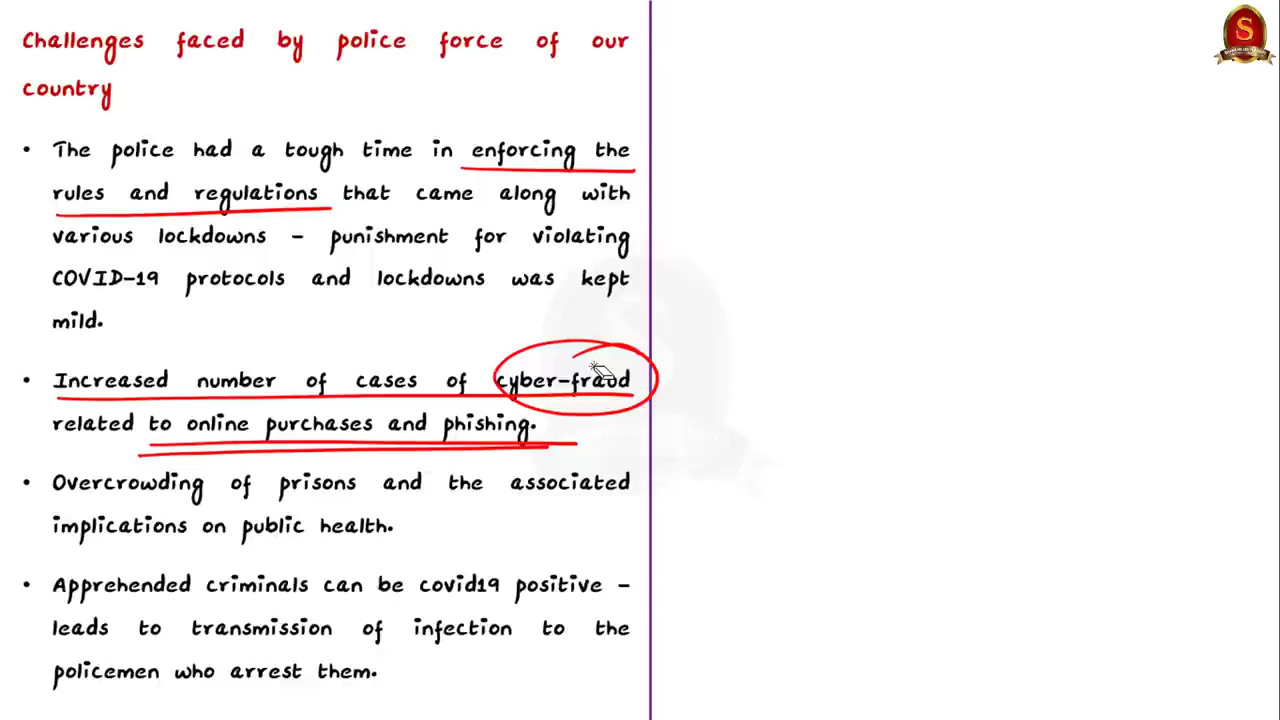 Challenges faced by police force of our
country
• The police had a tough time in enforcing the
rules and regulations that came along with
various lockdowns – punishment for violating
COVID-19 protocols and lockdowns was kept
mild.
• Increased number of cases of cyber-fraud
related to online purchases and phishing.
• Overcrowding of prisons and the associated
implications on public health.
• Apprehended criminals can be covid19 positive –
leads to transmission of infection to the
policemen who arrest them.
S